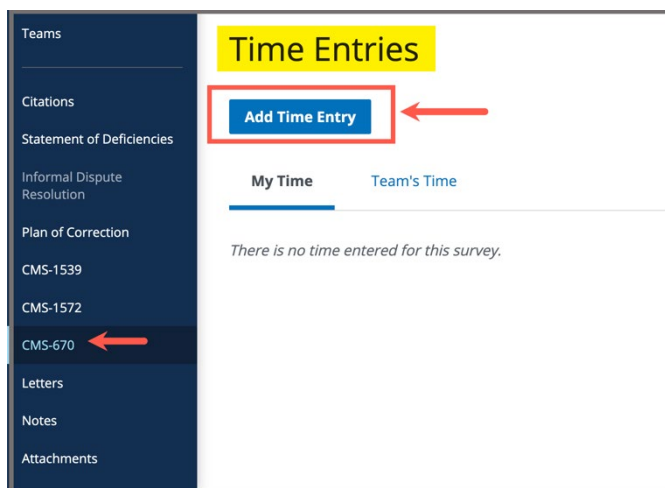 Teams
Citations
Statement of Deficiencies
Informal Dispute
Resolution
Plan of Correction
CMS-1539
CMS-1572
CMS-670
Letters
Notes
Attachments
Time Entries
Add Time Entry
My Time
Team's Time
There is no time entered for this survey.